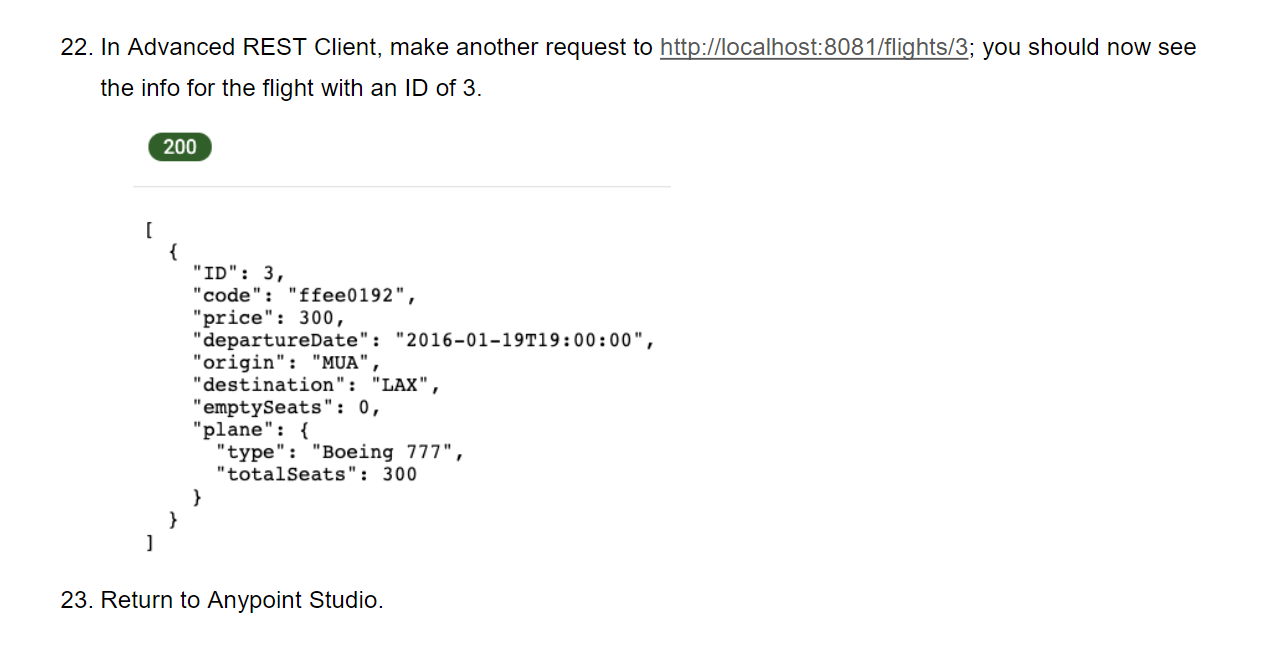 22. In Advanced REST Client, make another request to http://localhost:8081/flights/3; you should now see
the info for the flight with an ID of 3.
200
[
{
"ID": 3,
"code": "ffee0192",
"price": 300,
"departureDate": "2016-01-19T19:00:00",
"origin": "MUA",
"destination": "LAX",
"emptySeats": 0,
"plane": {
"type": "Boeing 777",
"totalSeats": 300
}
}
]
23. Return to Anypoint Studio.